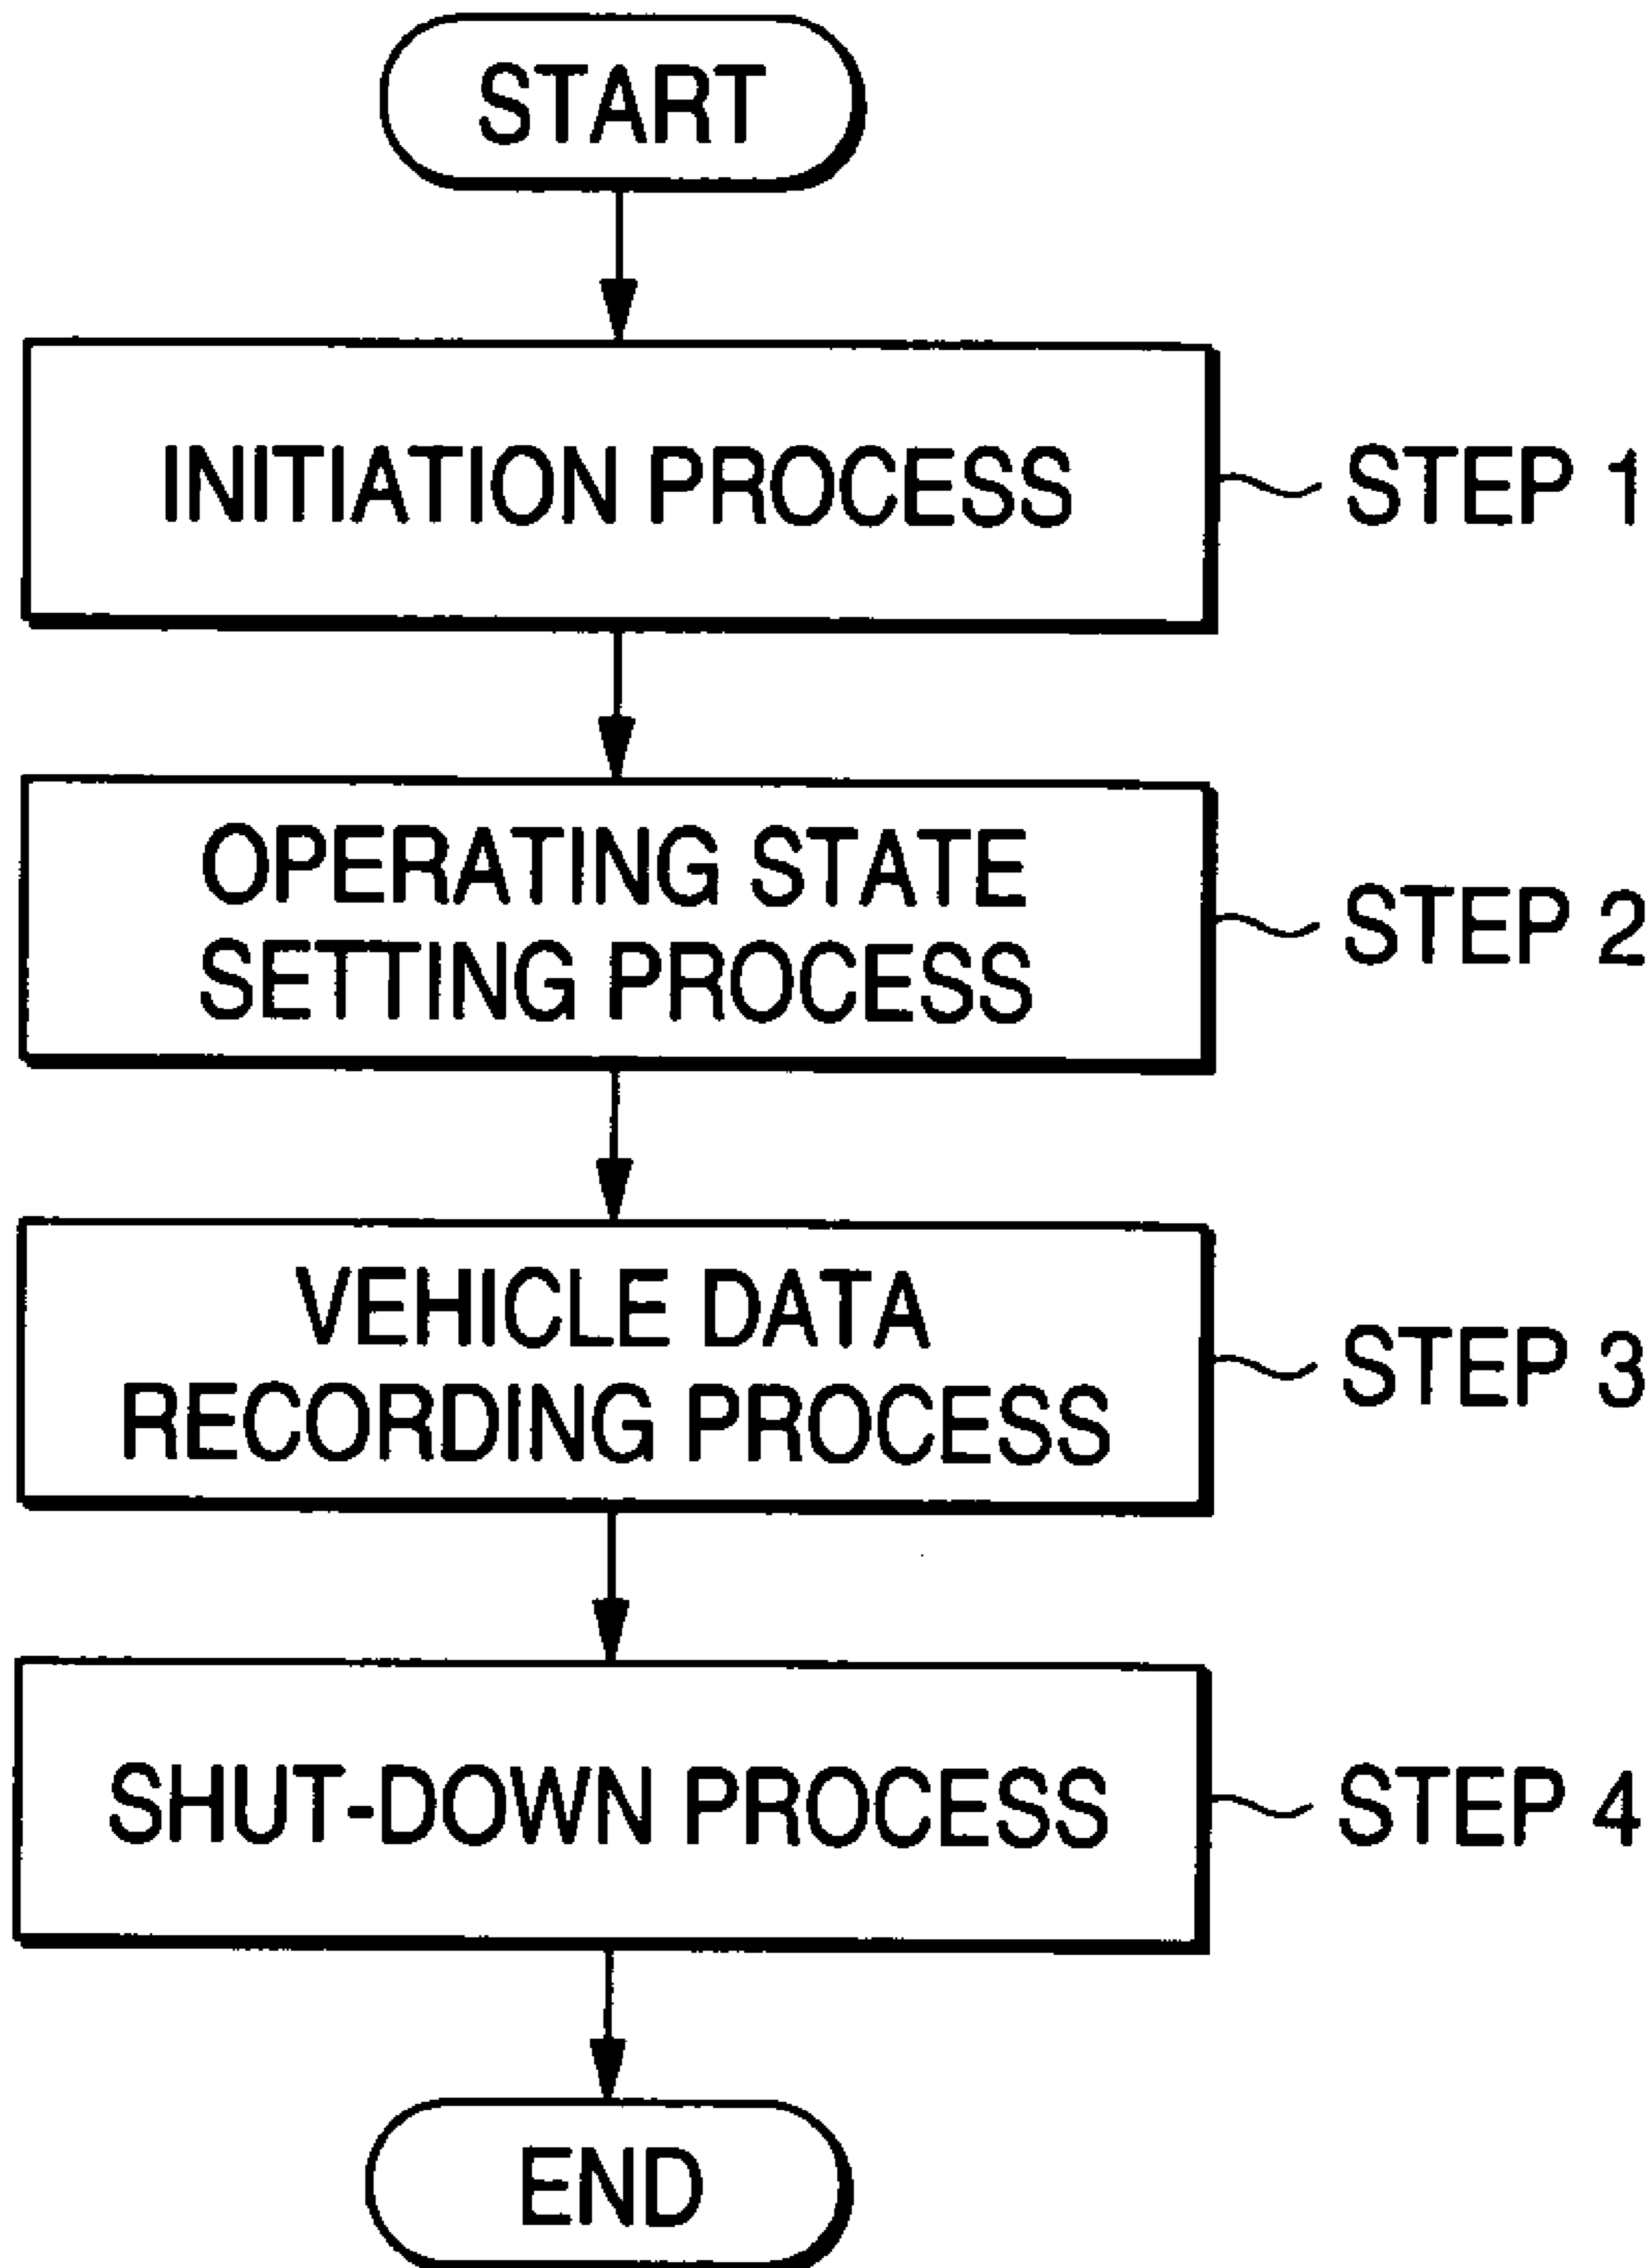 START
INITIATION PROCESS
STEP 1
OPERATING STATE
SETTING PROCESS
STEP 2
VEHICLE DATA
RECORDING PROCESS
STEP 3
SHUT-DOWN PROCESS
STEP 4
END